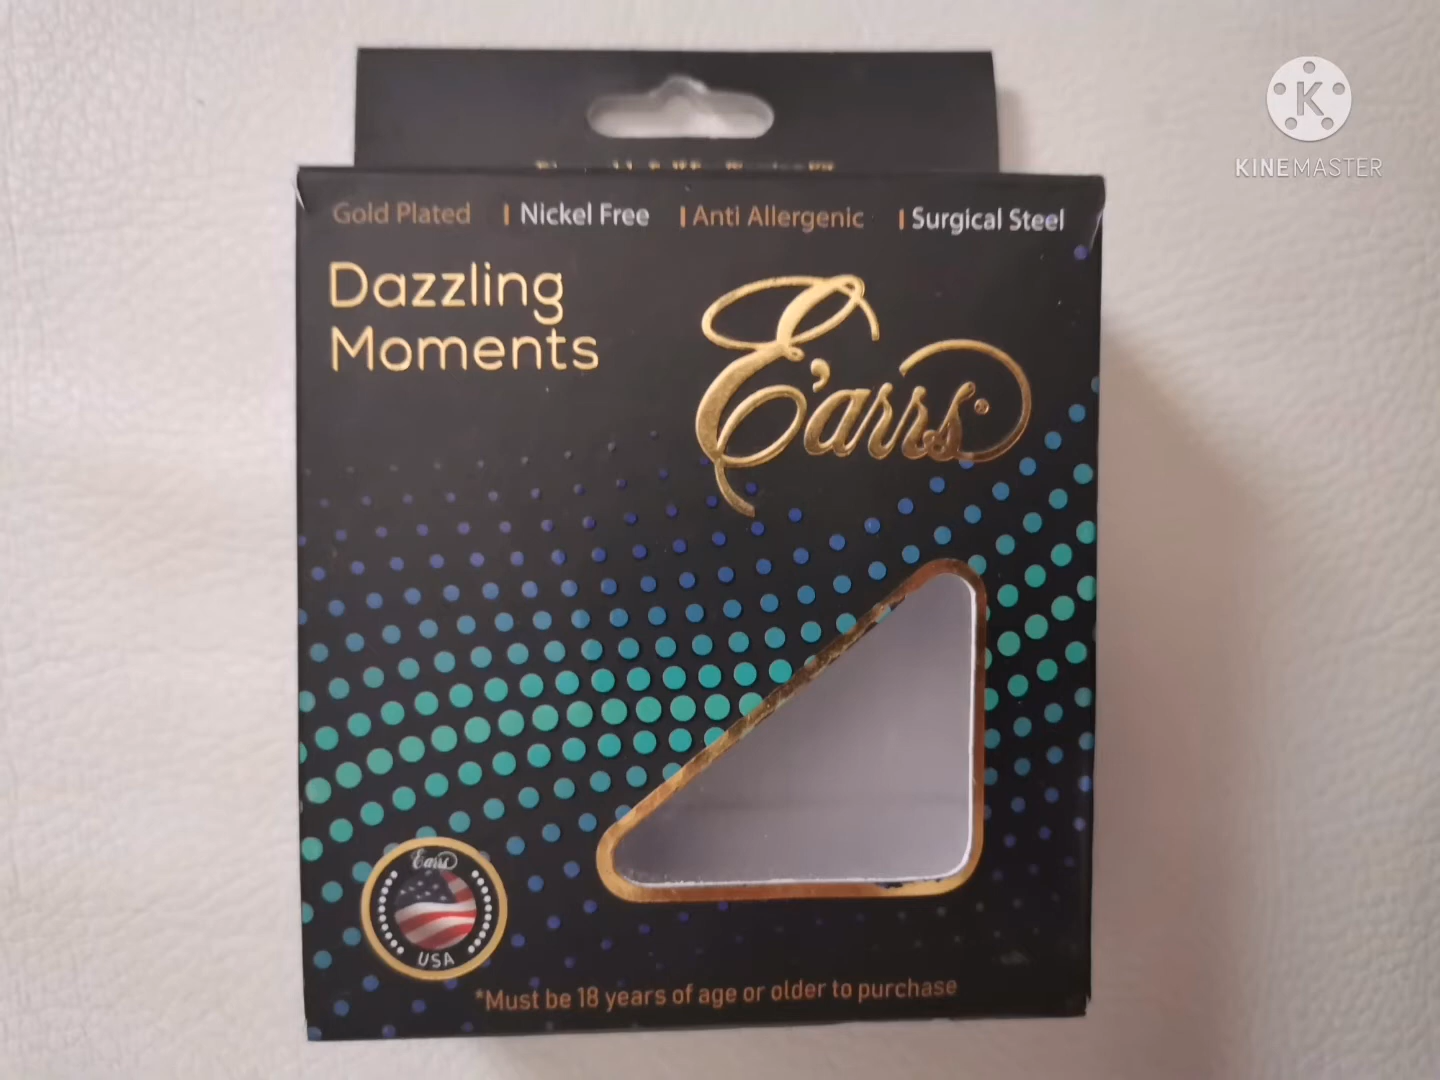 KINEMASTER
Gold Plated | Nickel Free | Anti Allergenic | Surgical Steel
Dazzling
Moments
E'arrs
E'arrs
USA
*Must be 18 years of age or older to purchase